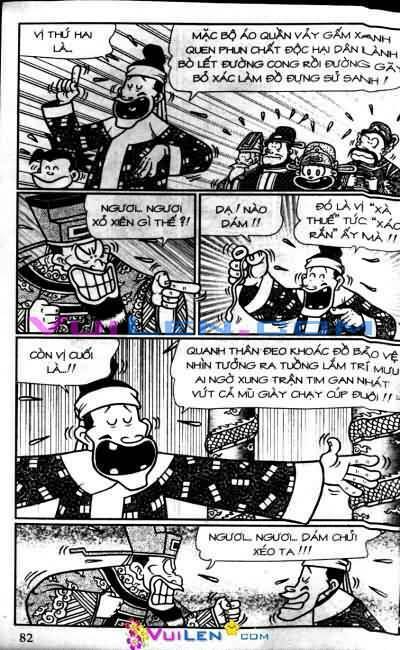 VỊ THỨ HAI
LÀ...
MẶC BỘ ÁO QUẦN VẢY GẤM XANH
QUEN PHUN CHẤT ĐỘC HẠI DÂN LÀNH
BÒ LẾT ĐƯỜNG CONG RỒI ĐƯỜNG GÃY
BỎ XÁC LÀM ĐỒ ĐỰNG SỬ SANH!
NGƯƠI.. NGƯƠI
XỎ XIÊN GÌ THẾ?!
DẠ! NÀO
DÁM!!
ĐÓ LÀ VỊ "XÀ
THUẾ" TỨC "XÁC
RẮN" ẤY MÀ!!
VUILEN.COM
CÒN VỊ CUỐI
LÀ...!!
QUANH THÂN ĐEO KHOÁC ĐỒ BẢO VỆ
NHÌN TƯỞNG RA TUỒNG LẮM TRÍ MƯU
AI NGỜ XUNG TRẬN TIM GAN NHÁT
VỨT CẢ MŨ GIÀY CHẠY CÚP ĐUÔI!!
NGƯƠI... NGƯƠI... DÁM CHỬI
XÉO TA!!!
82
VUILEN.COM